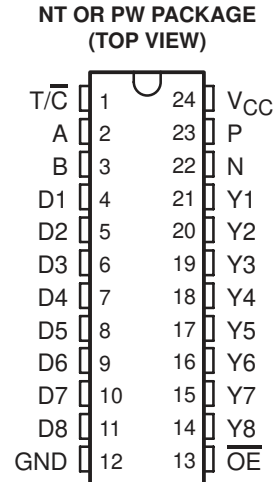 NT OR PW PACKAGE
(TOP VIEW)
T/C̅ 1 24 VCC
A 2 23 P
B 3 22 N
D1 4 21 Y1
D2 5 20 Y2
D3 6 19 Y3
D4 7 18 Y4
D5 8 17 Y5
D6 9 16 Y6
D7 10 15 Y7
D8 11 14 Y8
GND 12 13 O̅E̅